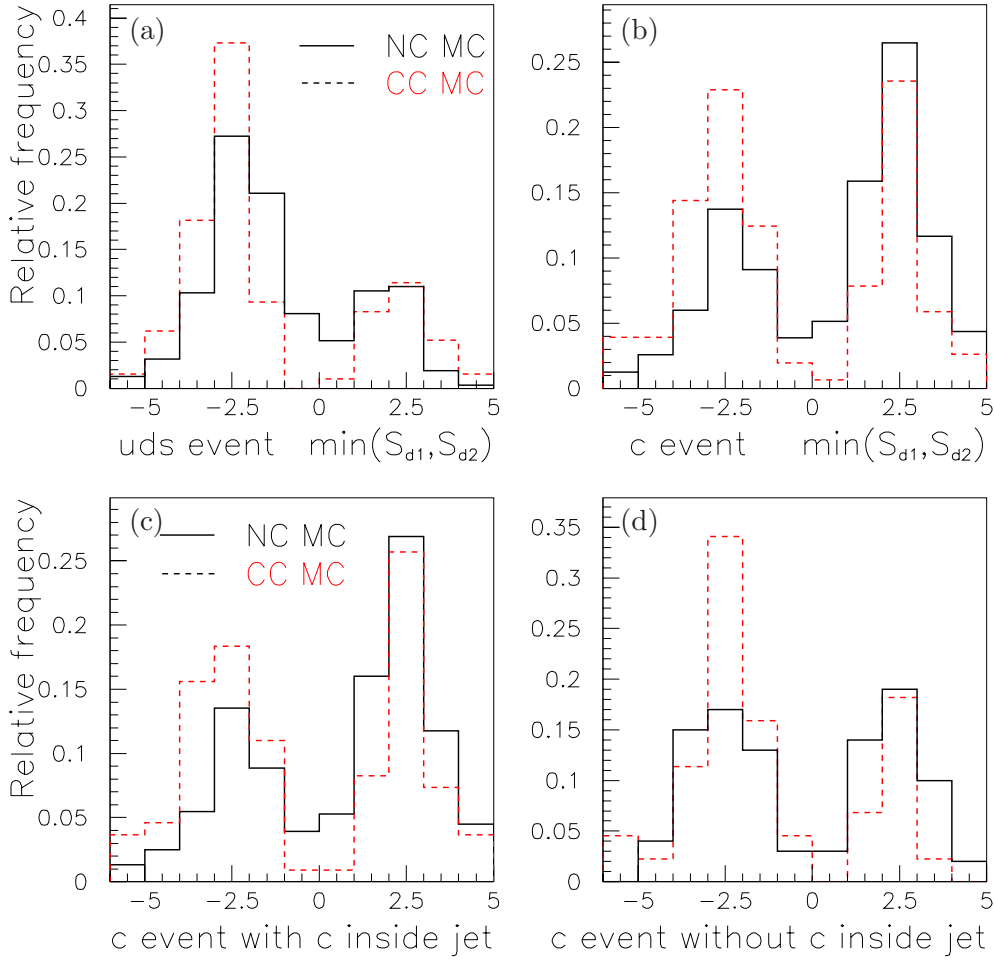 (a)
NC MC
CC MC
Relative frequency
0.4
0.35
0.3
0.25
0.2
0.15
0.1
0.05
0
−5 −2.5 0 2.5 5
uds event min(S_d1,S_d2)
(b)
0.25
0.2
0.15
0.1
0.05
0
−5 −2.5 0 2.5 5
c event min(S_d1,S_d2)
(c)
NC MC
CC MC
Relative frequency
0.25
0.2
0.15
0.1
0.05
0
−5 −2.5 0 2.5 5
c event with c inside jet
(d)
0.35
0.3
0.25
0.2
0.15
0.1
0.05
0
−5 −2.5 0 2.5 5
c event without c inside jet